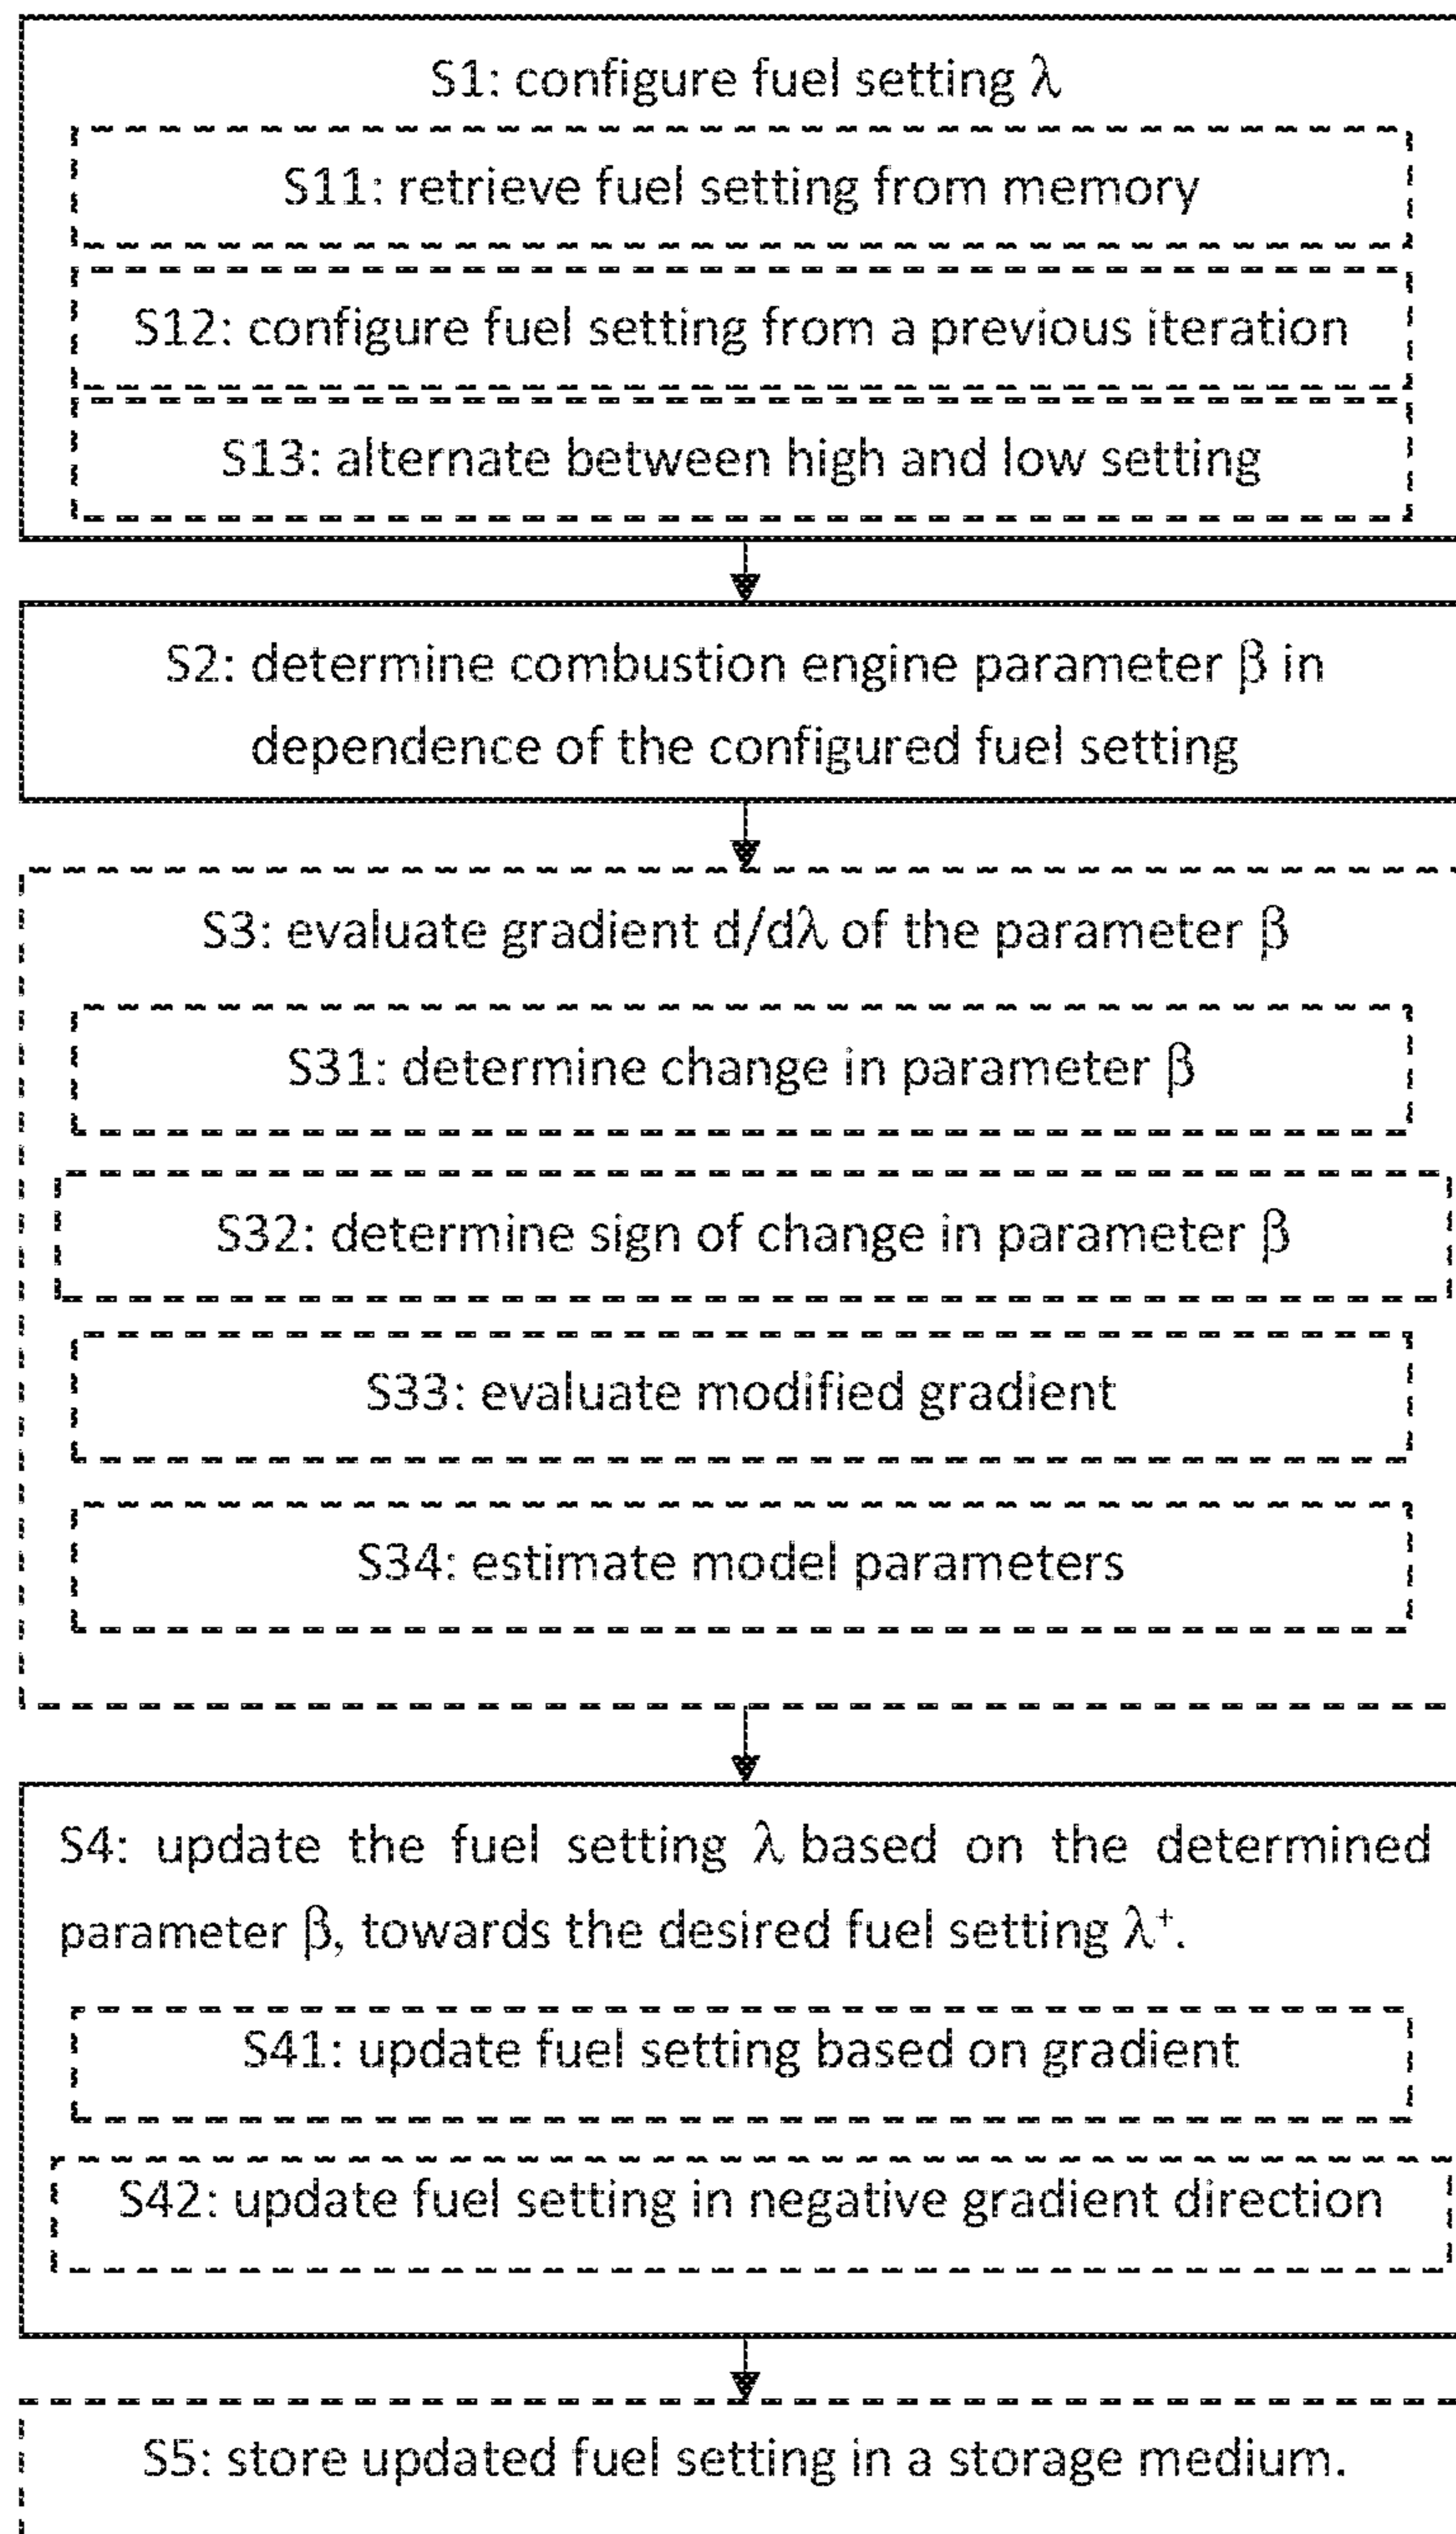 S1: configure fuel setting λ
S11: retrieve fuel setting from memory
S12: configure fuel setting from a previous iteration
S13: alternate between high and low setting
S2: determine combustion engine parameter β in
dependence of the configured fuel setting
S3: evaluate gradient d/dλ of the parameter β
S31: determine change in parameter β
S32: determine sign of change in parameter β
S33: evaluate modified gradient
S34: estimate model parameters
S4: update the fuel setting λ based on the determined
parameter β, towards the desired fuel setting λ⁺.
S41: update fuel setting based on gradient
S42: update fuel setting in negative gradient direction
S5: store updated fuel setting in a storage medium.